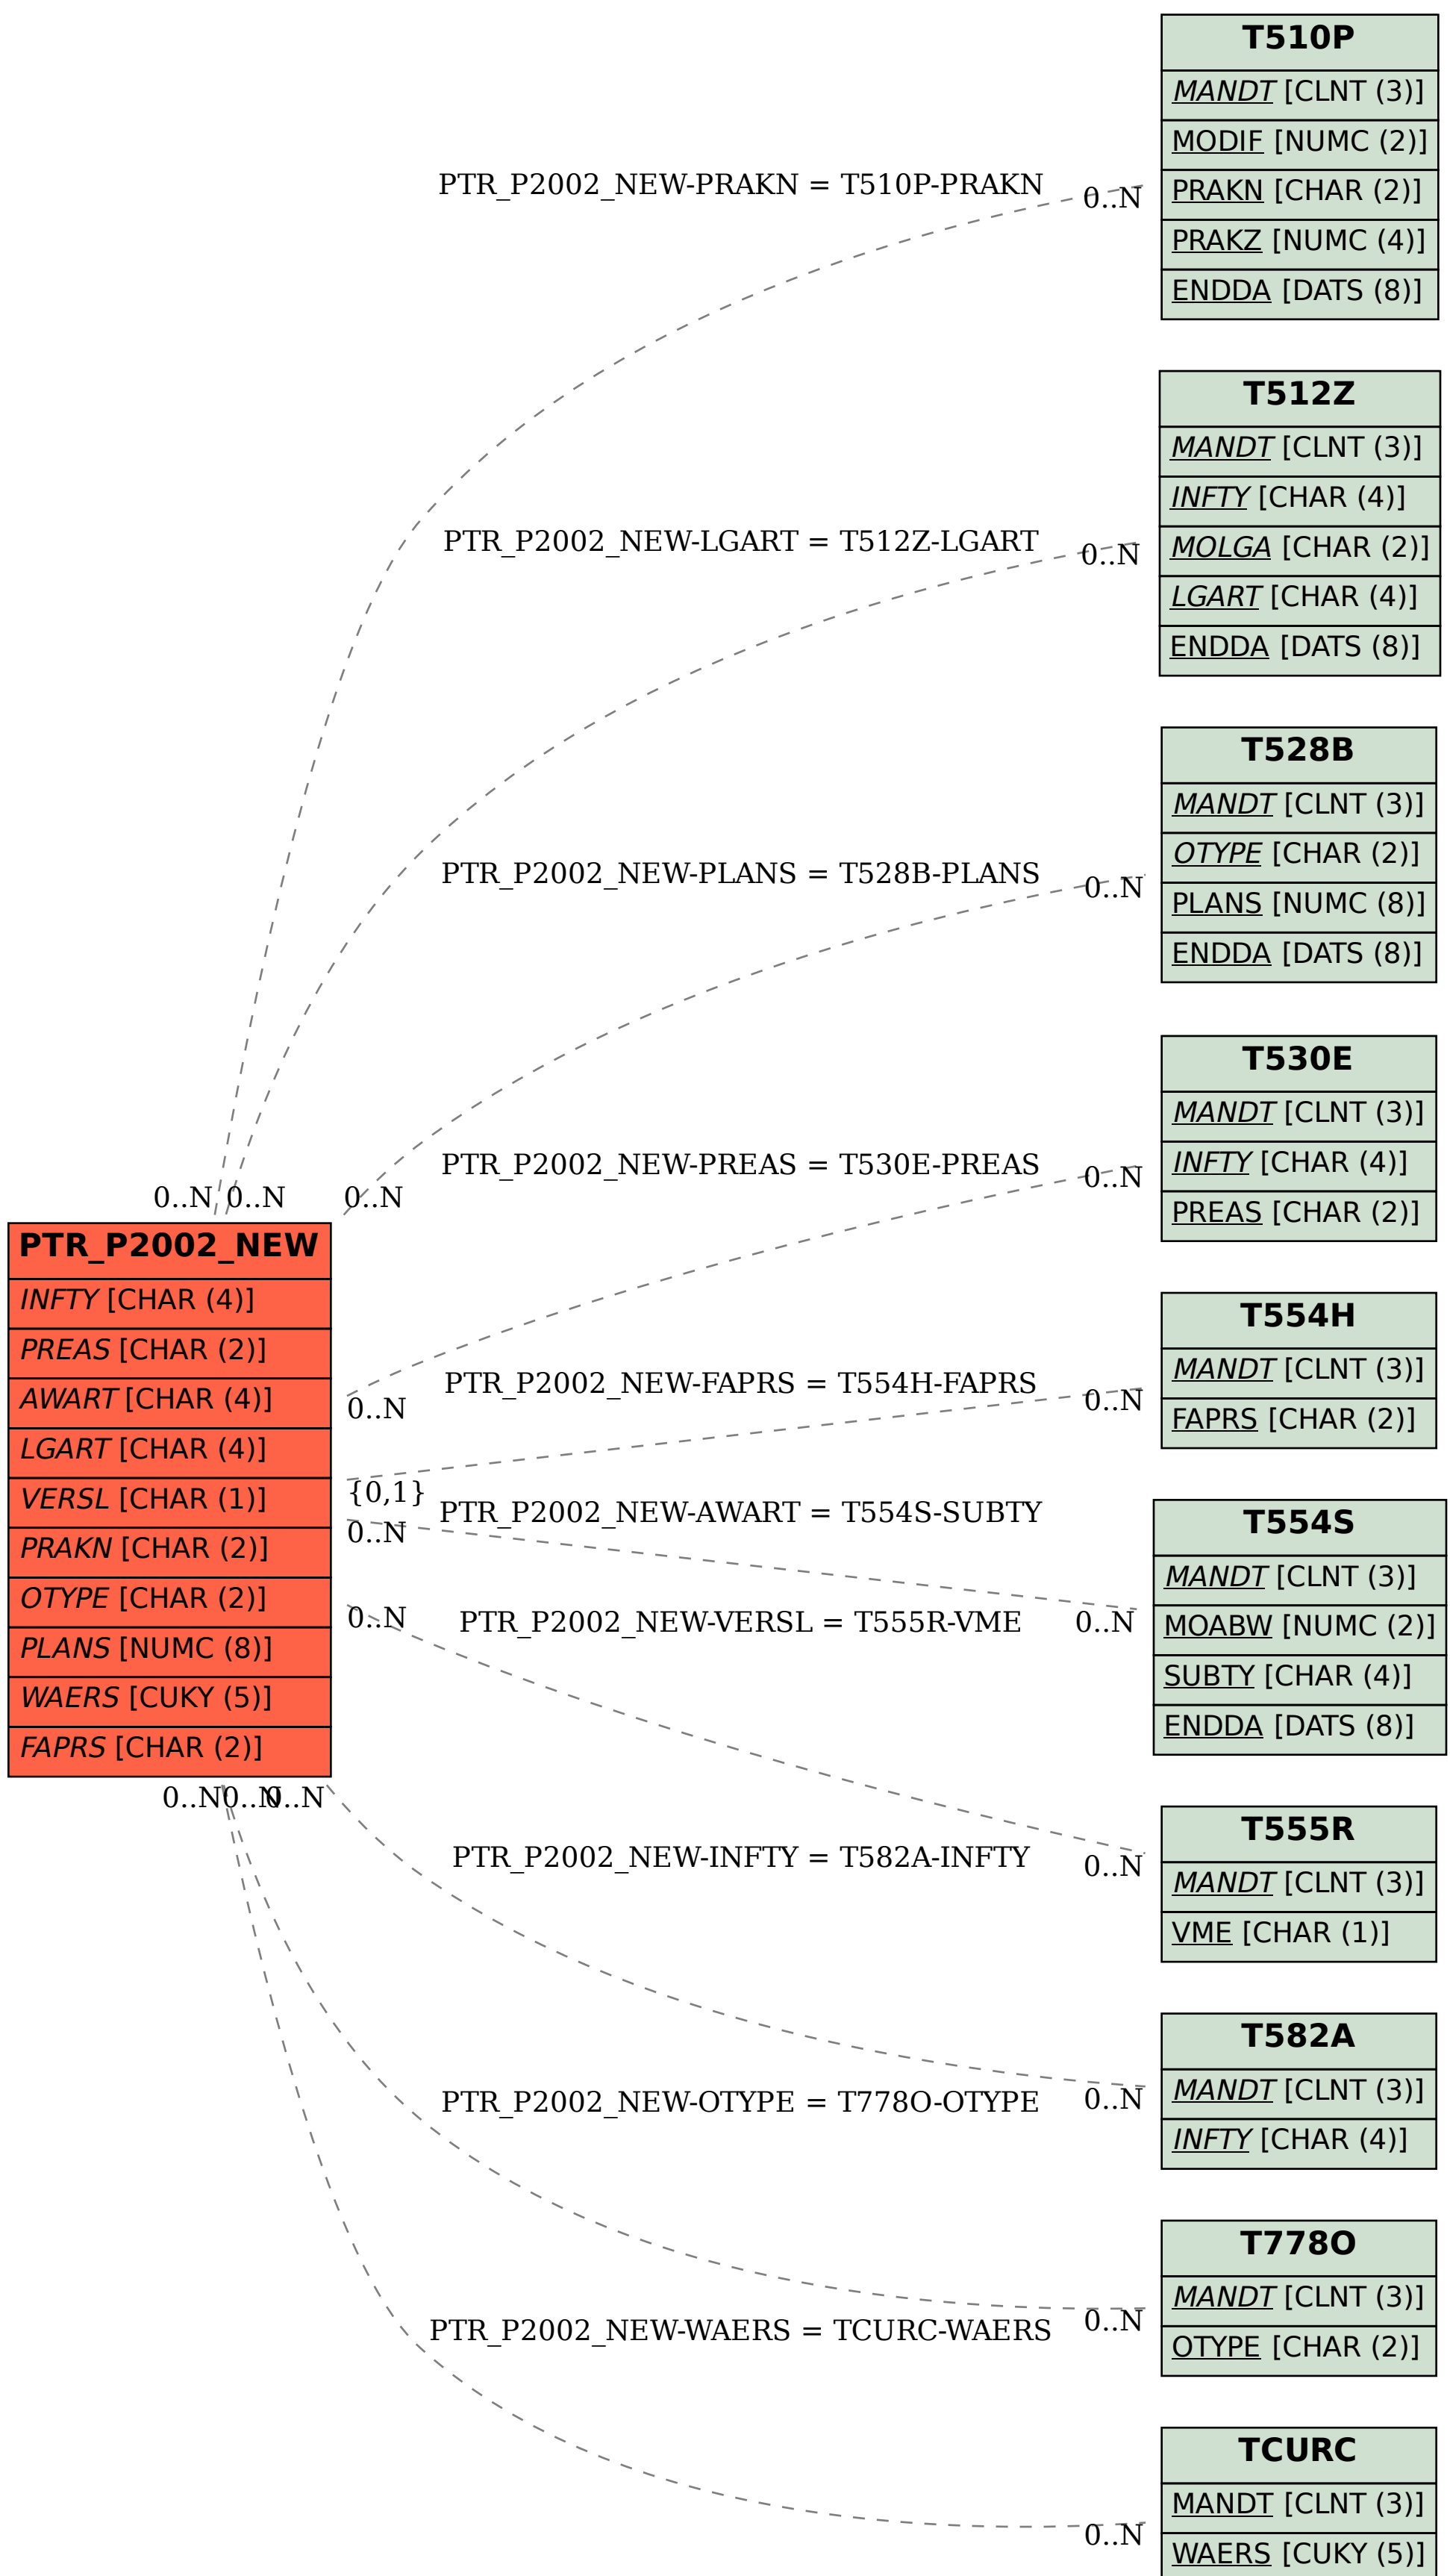 T510P
MANDT [CLNT (3)]
MODIF [NUMC (2)]
PRAKN [CHAR (2)]
PRAKZ [NUMC (4)]
ENDDA [DATS (8)]
PTR_P2002_NEW-PRAKN = T510P-PRAKN
0..N
T512Z
MANDT [CLNT (3)]
INFTY [CHAR (4)]
MOLGA [CHAR (2)]
LGART [CHAR (4)]
ENDDA [DATS (8)]
PTR_P2002_NEW-LGART = T512Z-LGART
0..N
T528B
MANDT [CLNT (3)]
OTYPE [CHAR (2)]
PLANS [NUMC (8)]
ENDDA [DATS (8)]
PTR_P2002_NEW-PLANS = T528B-PLANS
0..N
T530E
MANDT [CLNT (3)]
INFTY [CHAR (4)]
PREAS [CHAR (2)]
PTR_P2002_NEW-PREAS = T530E-PREAS
0..N
0..N 0..N 0..N
PTR_P2002_NEW
INFTY [CHAR (4)]
PREAS [CHAR (2)]
AWART [CHAR (4)]
LGART [CHAR (4)]
VERSL [CHAR (1)]
PRAKN [CHAR (2)]
OTYPE [CHAR (2)]
PLANS [NUMC (8)]
WAERS [CUKY (5)]
FAPRS [CHAR (2)]
0..N
{0,1}
0..N
0..N
0..N 0..N 0..N
T554H
MANDT [CLNT (3)]
FAPRS [CHAR (2)]
PTR_P2002_NEW-FAPRS = T554H-FAPRS
0..N
T554S
MANDT [CLNT (3)]
MOABW [NUMC (2)]
SUBTY [CHAR (4)]
ENDDA [DATS (8)]
PTR_P2002_NEW-AWART = T554S-SUBTY
0..N
PTR_P2002_NEW-VERSL = T555R-VME
T555R
MANDT [CLNT (3)]
VME [CHAR (1)]
0..N
PTR_P2002_NEW-INFTY = T582A-INFTY
T582A
MANDT [CLNT (3)]
INFTY [CHAR (4)]
0..N
PTR_P2002_NEW-OTYPE = T778O-OTYPE
T778O
MANDT [CLNT (3)]
OTYPE [CHAR (2)]
0..N
PTR_P2002_NEW-WAERS = TCURC-WAERS
TCURC
MANDT [CLNT (3)]
WAERS [CUKY (5)]
0..N